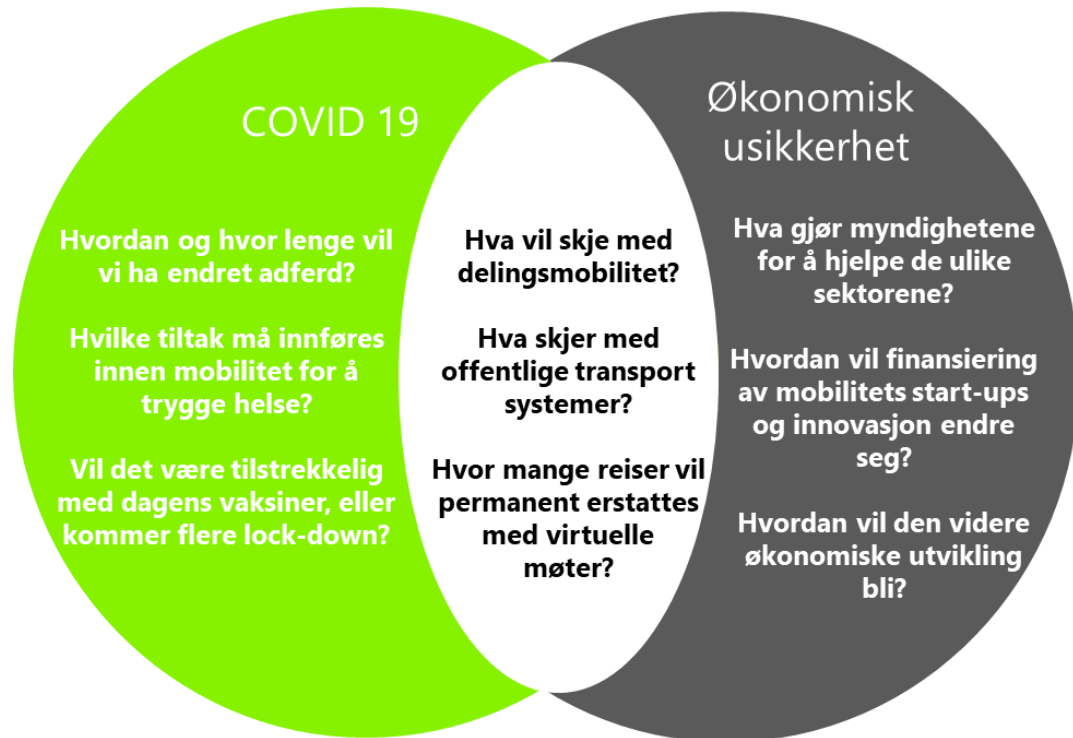 COVID 19
Hvordan og hvor lenge vil
vi ha endret adferd?
Hvilke tiltak må innføres
innen mobilitet for å
trygge helse?
Vil det være tilstrekkelig
med dagens vaksiner, eller
kommer flere lock-down?
Hva vil skje med
delingsmobilitet?
Hva skjer med
offentlige transport
systemer?
Hvor mange reiser vil
permanent erstattes
med virtuelle
møter?
Økonomisk
usikkerhet
Hva gjør myndighetene
for å hjelpe de ulike
sektorene?
Hvordan vil finansiering
av mobilitets start-ups
og innovasjon endre
seg?
Hvordan vil den videre
økonomiske utvikling
bli?